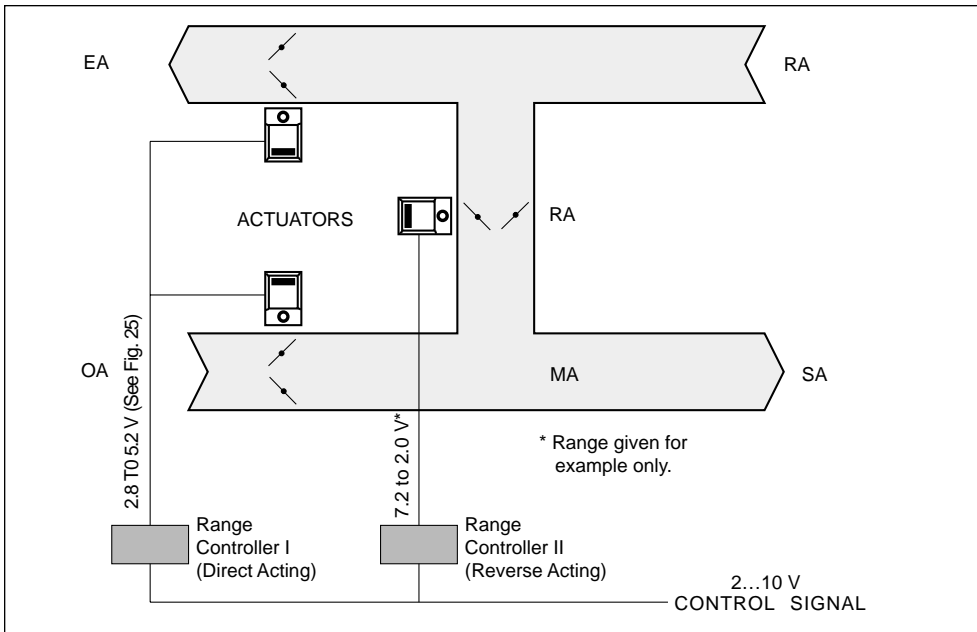 EA
RA
ACTUATORS
RA
OA
MA
SA
2.8 T0 5.2 V (See Fig. 25)
7.2 to 2.0 V*
* Range given for
example only.
Range
Controller I
(Direct Acting)
Range
Controller II
(Reverse Acting)
2...10 V
CONTROL SIGNAL